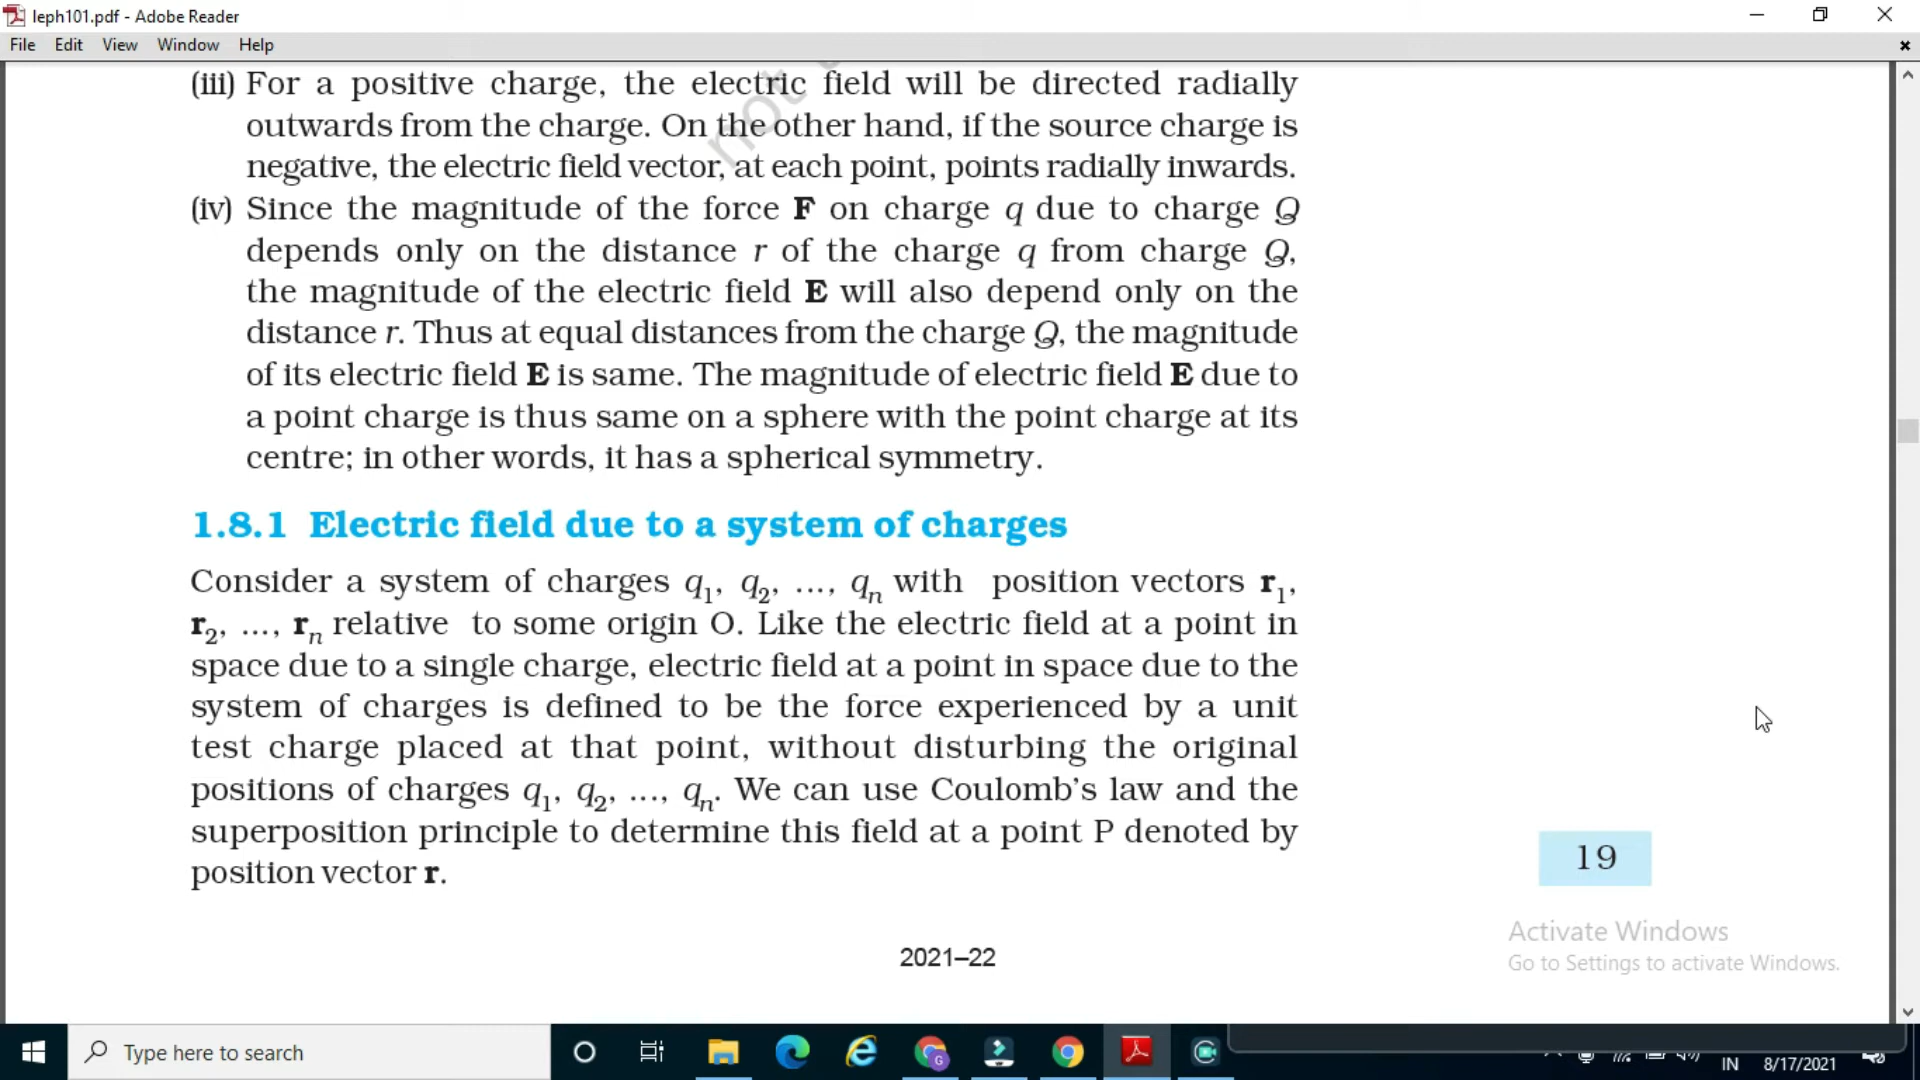 leph101.pdf - Adobe Reader
File Edit View Window Help
(iii) For a positive charge, the electric field will be directed radially
outwards from the charge. On the other hand, if the source charge is
negative, the electric field vector, at each point, points radially inwards.
(iv) Since the magnitude of the force F on charge q due to charge Q
depends only on the distance r of the charge q from charge Q,
the magnitude of the electric field E will also depend only on the
distance r. Thus at equal distances from the charge Q, the magnitude
of its electric field E is same. The magnitude of electric field E due to
a point charge is thus same on a sphere with the point charge at its
centre; in other words, it has a spherical symmetry.
1.8.1 Electric field due to a system of charges
Consider a system of charges q₁, q₂, ..., qₙ with position vectors r₁,
r₂, ..., rₙ relative to some origin O. Like the electric field at a point in
space due to a single charge, electric field at a point in space due to the
system of charges is defined to be the force experienced by a unit
test charge placed at that point, without disturbing the original
positions of charges q₁, q₂, ..., qₙ. We can use Coulomb's law and the
superposition principle to determine this field at a point P denoted by
position vector r.
19
Activate Windows
Go to Settings to activate Windows.
2021–22
Type here to search
IN 8/17/2021